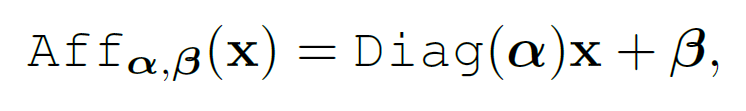 Aff_{α,β}(x) = Diag(α)x + β,